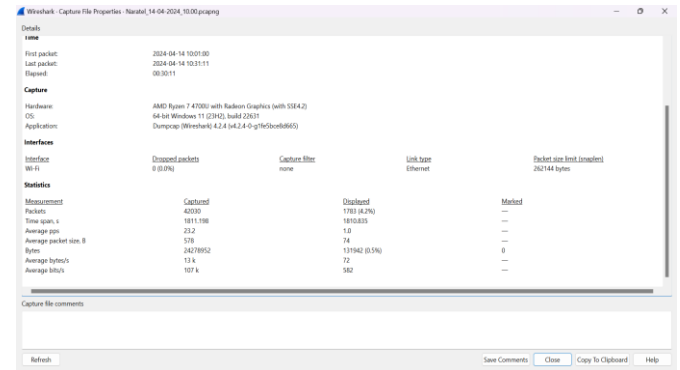 Wireshark · Capture File Properties · Naratel_14-04-2024_10.00.pcapng
Details
Time
First packet: 2024-04-14 10:01:00
Last packet: 2024-04-14 10:31:11
Elapsed: 00:30:11
Capture
Hardware: AMD Ryzen 7 4700U with Radeon Graphics (with SSE4.2)
OS: 64-bit Windows 11 (23H2), build 22631
Application: Dumpcap (Wireshark) 4.2.4 (v4.2.4-0-g1fe5bce8d665)
Interfaces
Interface Dropped packets Capture filter Link type Packet size limit (snaplen)
Wi-Fi 0 (0.0%) none Ethernet 262144 bytes
Statistics
Measurement Captured Displayed Marked
Packets 42030 1783 (4.2%) —
Time span, s 1811.198 1810.835 —
Average pps 23.2 1.0 —
Average packet size, B 578 74 —
Bytes 24278952 131942 (0.5%) 0
Average bytes/s 13 k 72 —
Average bits/s 107 k 582 —
Capture file comments
Refresh Save Comments Close Copy To Clipboard Help